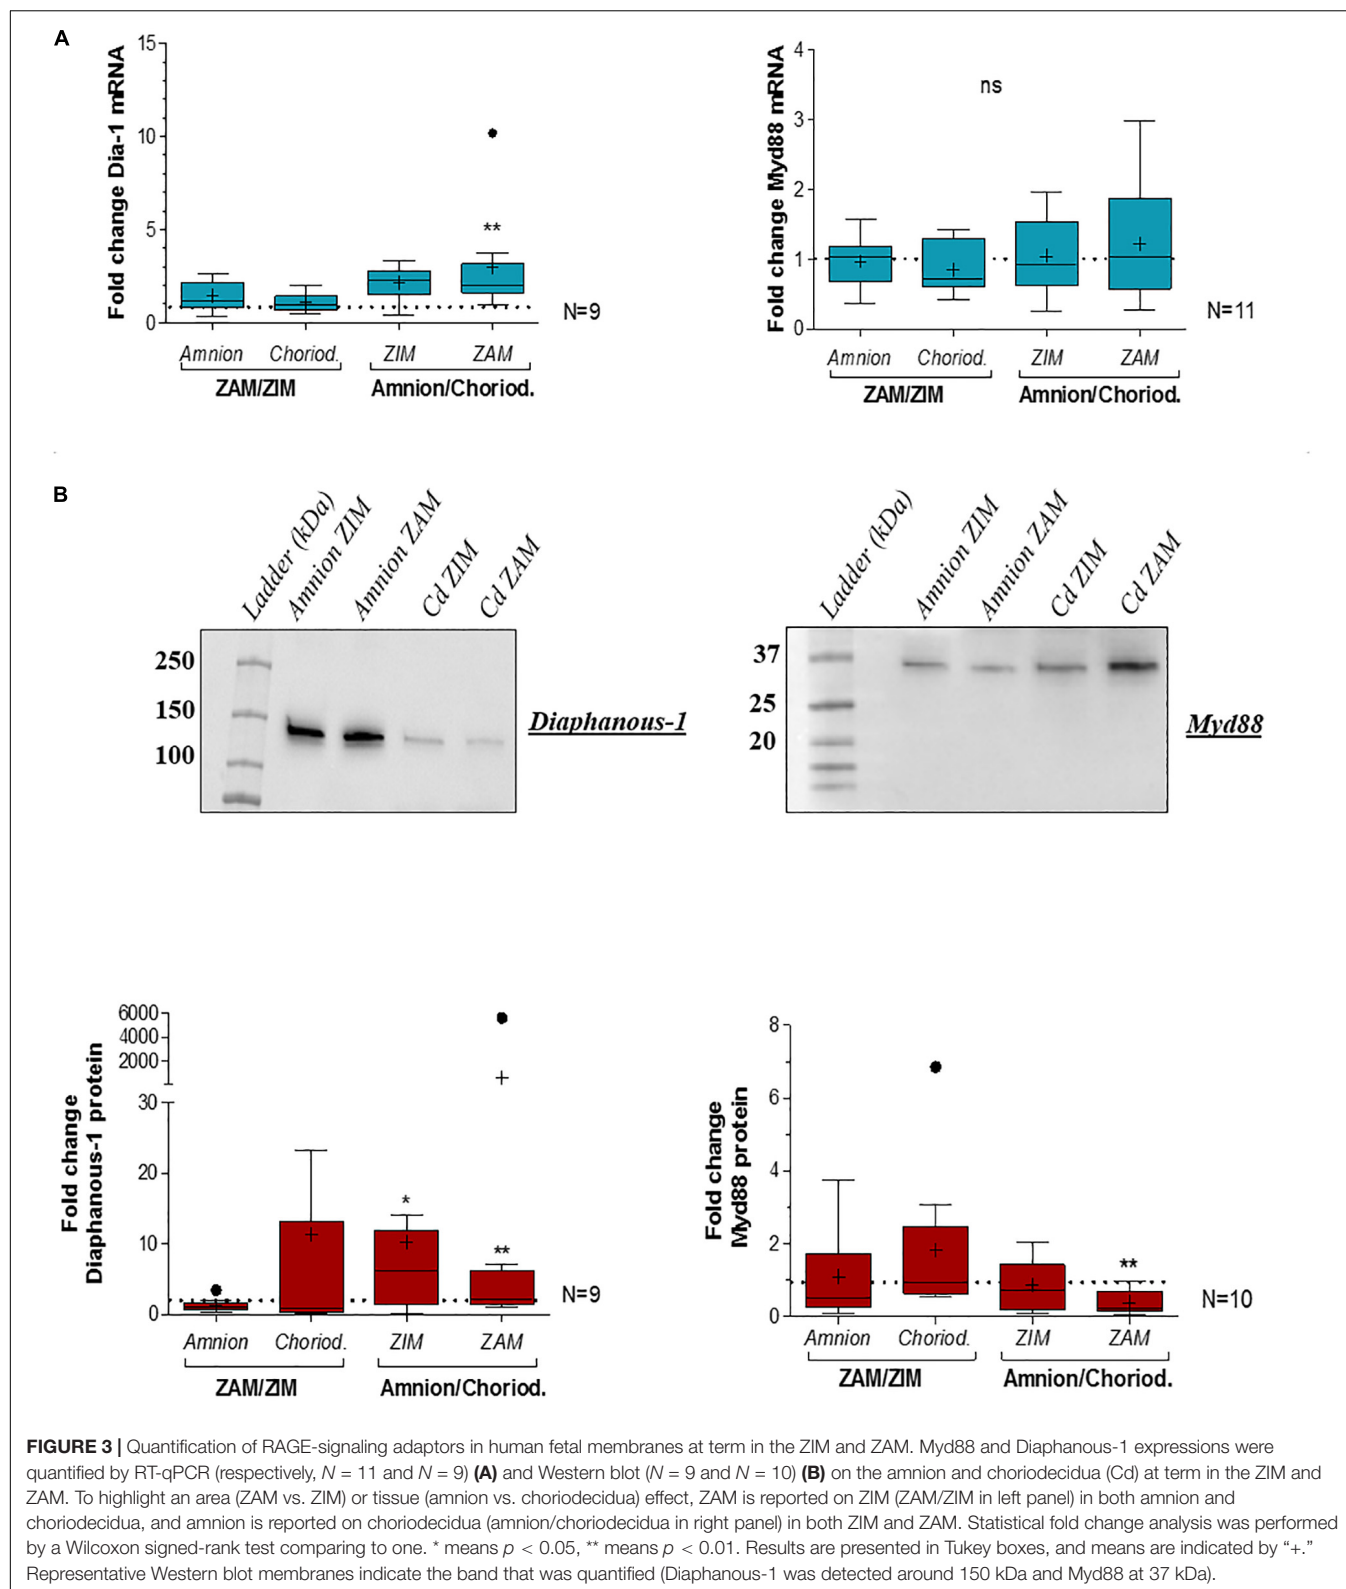 A
Fold change Dia-1 mRNA
15
10
5
0
**
N=9
Amnion Choriod. ZIM ZAM
ZAM/ZIM Amnion/Choriod.
Fold change Myd88 mRNA
4
3
2
1
0
ns
N=11
Amnion Choriod. ZIM ZAM
ZAM/ZIM Amnion/Choriod.
B
Ladder (kDa)
Amnion ZIM
Amnion ZAM
Cd ZIM
Cd ZAM
250
150
100
Diaphanous-1
Ladder (kDa)
Amnion ZIM
Amnion ZAM
Cd ZIM
Cd ZAM
37
25
20
Myd88
Fold change
Diaphanous-1 protein
6000
4000
2000
30
20
10
0
*
**
N=9
Amnion Choriod. ZIM ZAM
ZAM/ZIM Amnion/Choriod.
Fold change
Myd88 protein
8
6
4
2
0
**
N=10
Amnion Choriod. ZIM ZAM
ZAM/ZIM Amnion/Choriod.
FIGURE 3 | Quantification of RAGE-signaling adaptors in human fetal membranes at term in the ZIM and ZAM. Myd88 and Diaphanous-1 expressions were
quantified by RT-qPCR (respectively, N = 11 and N = 9) (A) and Western blot (N = 9 and N = 10) (B) on the amnion and choriodecidua (Cd) at term in the ZIM and
ZAM. To highlight an area (ZAM vs. ZIM) or tissue (amnion vs. choriodecidua) effect, ZAM is reported on ZIM (ZAM/ZIM in left panel) in both amnion and
choriodecidua, and amnion is reported on choriodecidua (amnion/choriodecidua in right panel) in both ZIM and ZAM. Statistical fold change analysis was performed
by a Wilcoxon signed-rank test comparing to one. * means p < 0.05, ** means p < 0.01. Results are presented in Tukey boxes, and means are indicated by “+.”
Representative Western blot membranes indicate the band that was quantified (Diaphanous-1 was detected around 150 kDa and Myd88 at 37 kDa).